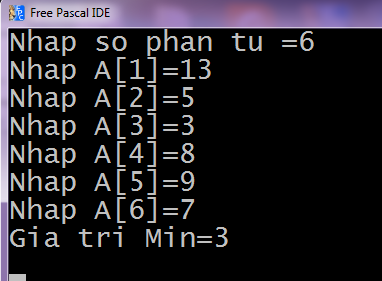 Free Pascal IDE
Nhap so phan tu =6
Nhap A[1]=13
Nhap A[2]=5
Nhap A[3]=3
Nhap A[4]=8
Nhap A[5]=9
Nhap A[6]=7
Gia tri Min=3